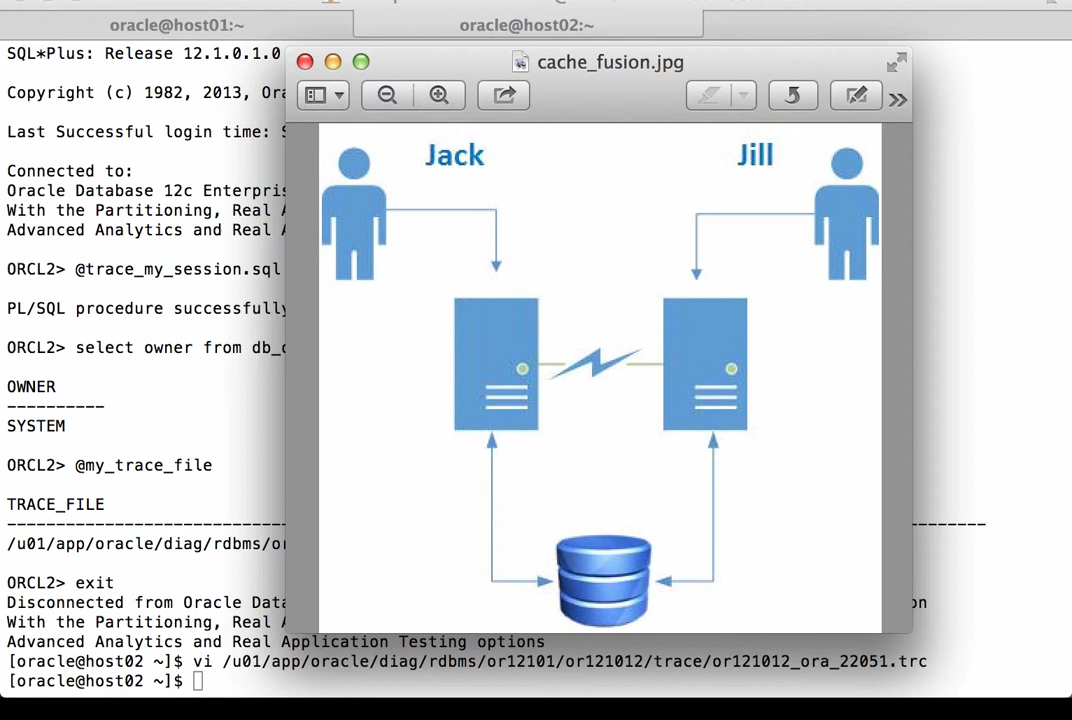 oracle@host01:~
oracle@host02:~
SQL*Plus: Release 12.1.0.1.0
cache_fusion.jpg
Copyright (c) 1982, 2013,
Last Successful login time:
Connected to:
Oracle Database 12c
With the Partitioning, Real
Advanced Analytics and Real
ORCL2> @trace_my_session.sql
PL/SQL procedure successfully
ORCL2> select owner from
OWNER
----------
SYSTEM
ORCL2> @my_trace_file
TRACE_FILE
/u01/app/oracle/diag/rdbms/
ORCL2> exit
Disconnected from Oracle
With the Partitioning, Real
Advanced Analytics and Real Application Testing options
[oracle@host02 ~]$ vi /u01/app/oracle/diag/rdbms/or12101/or121012/trace/or121012_ora_22051.trc
[oracle@host02 ~]$
Jack
Jill